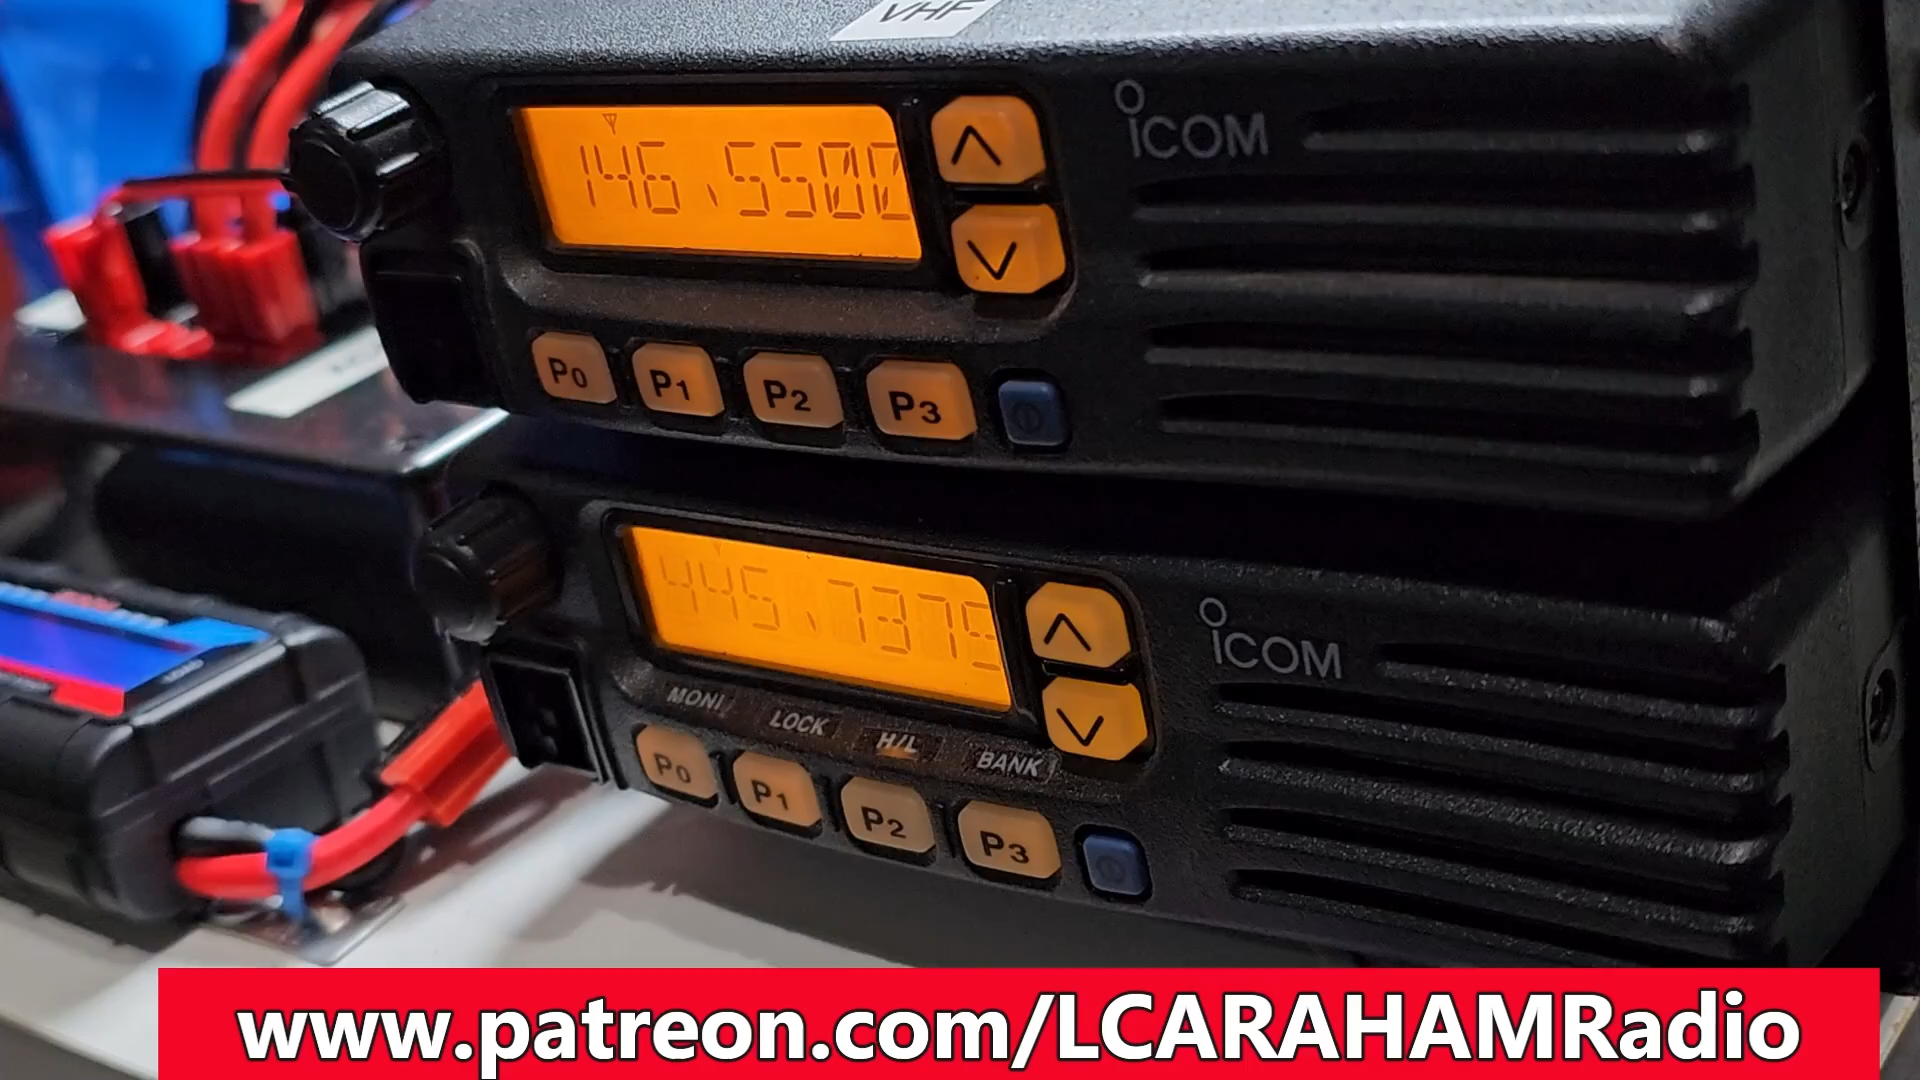 VHF
146.5500
ICOM
P0 P1 P2 P3
445.7375
ICOM
MONI LOCK H/L BANK
P0 P1 P2 P3
www.patreon.com/LCARAHAMRadio